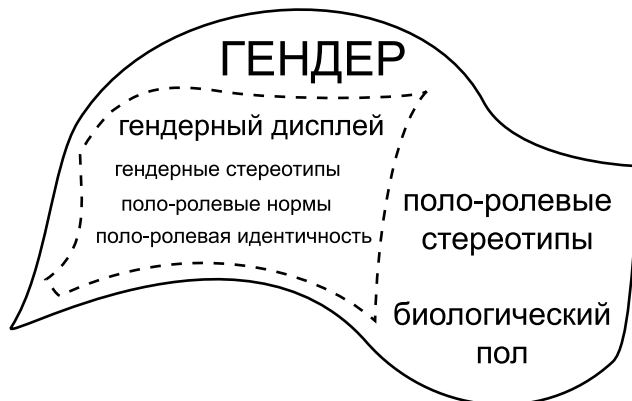 ГЕНДЕР
гендерный дисплей
гендерные стереотипы
поло-ролевые нормы
поло-ролевая идентичность
поло-ролевые
стереотипы
биологический
пол